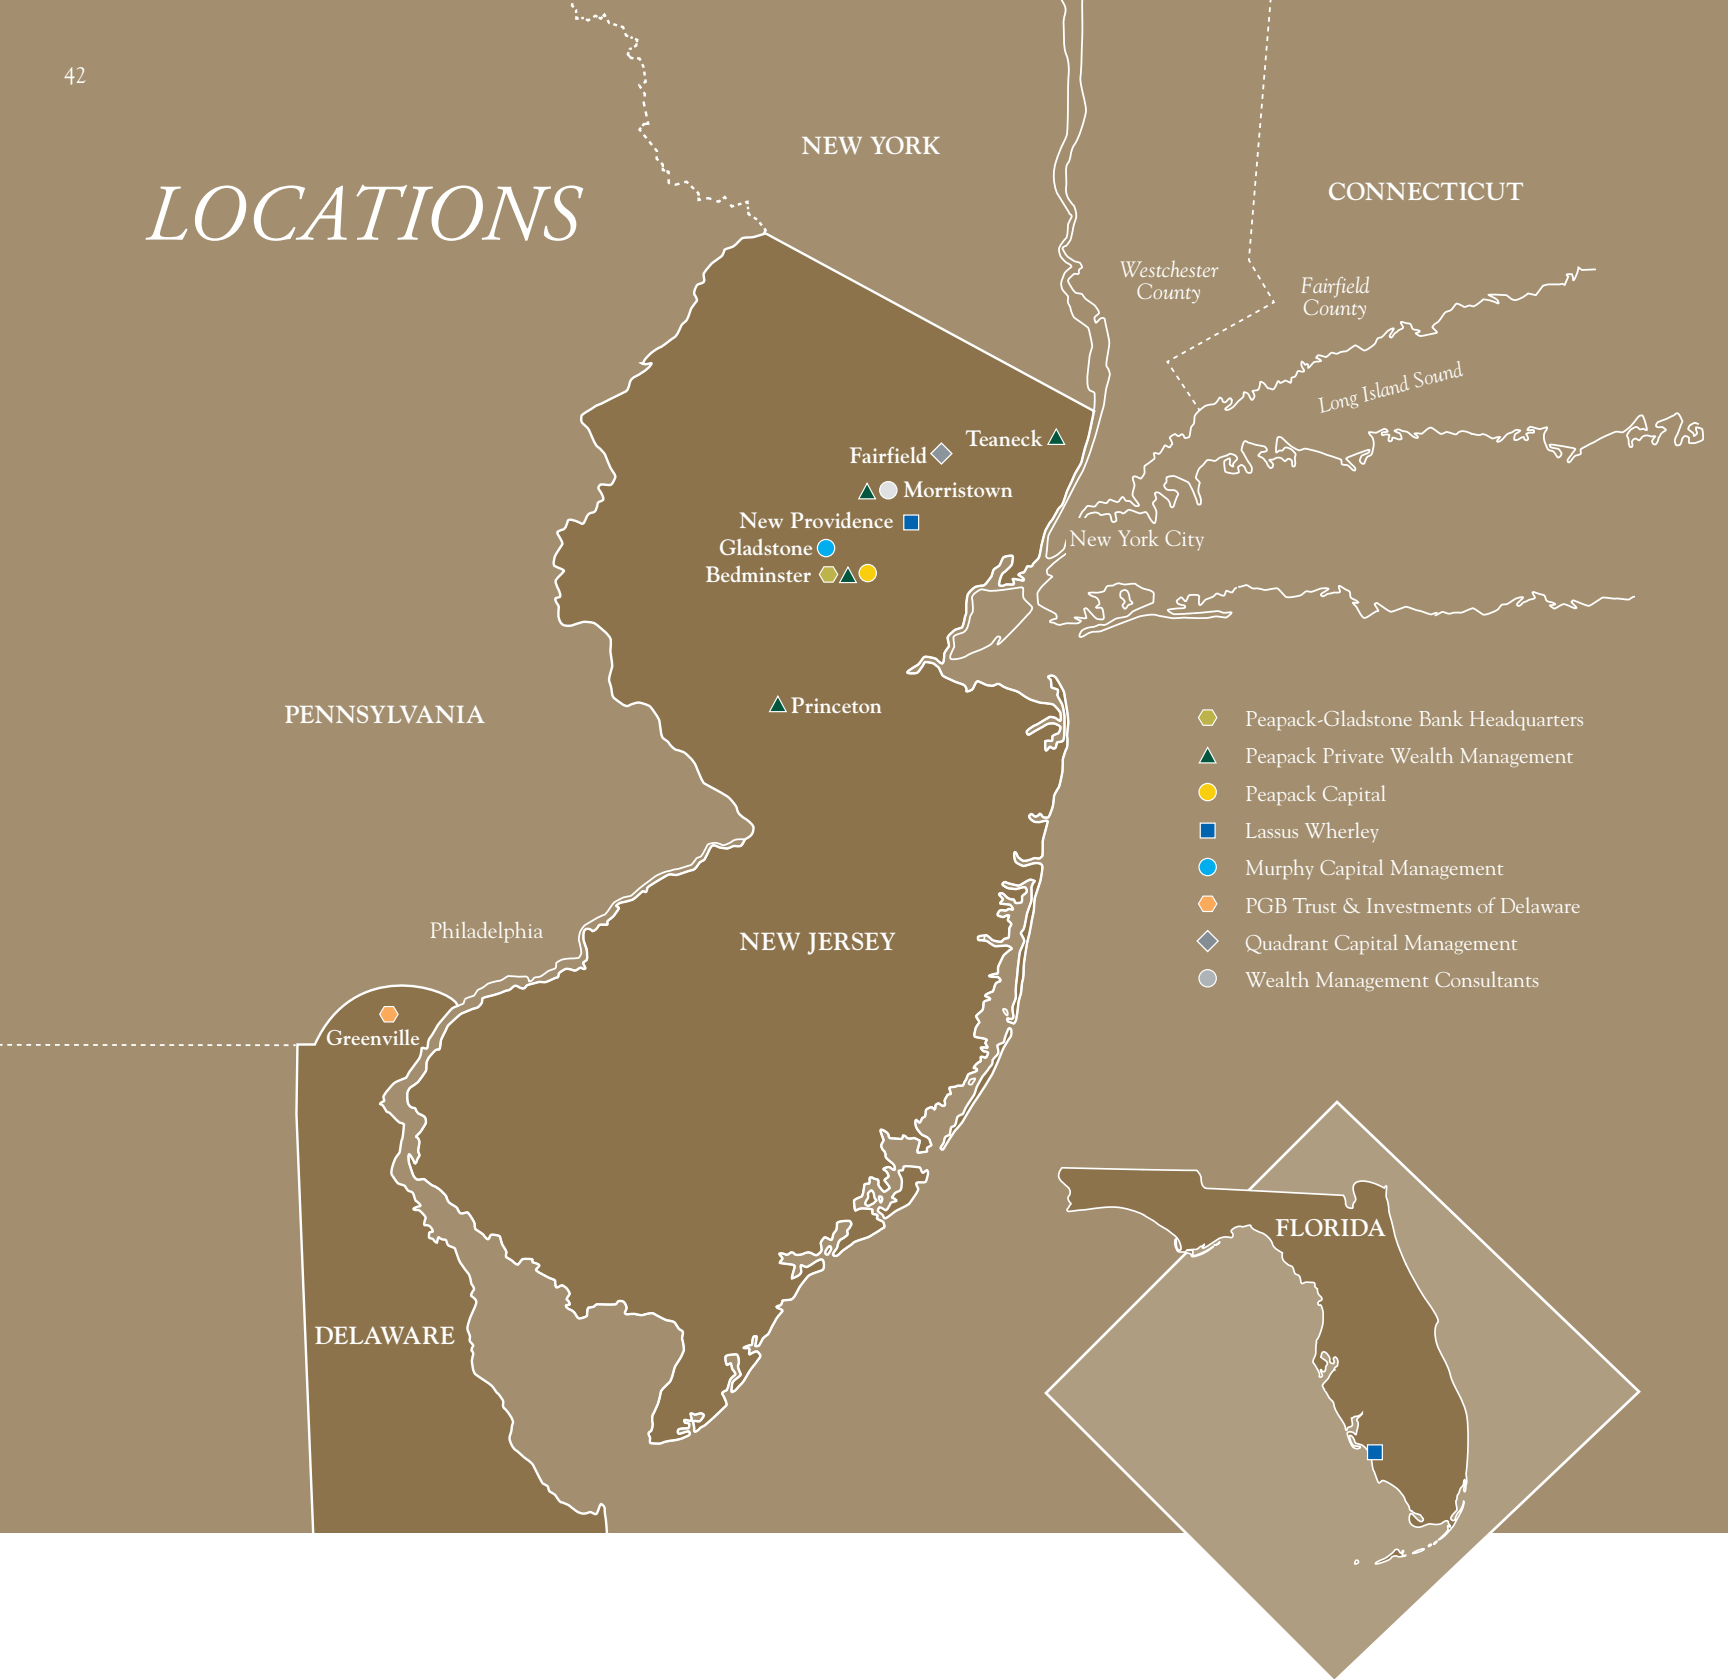 42
NEW YORK
LOCATIONS
CONNECTICUT
Westchester
County
Fairfield
County
Long Island Sound
Teaneck
Fairfield
Morristown
New Providence
Gladstone
Bedminster
New York City
Princeton
PENNSYLVANIA
Peapack-Gladstone Bank Headquarters
Peapack Private Wealth Management
Peapack Capital
Lassus Wherley
Murphy Capital Management
PGB Trust & Investments of Delaware
Quadrant Capital Management
Wealth Management Consultants
Philadelphia
NEW JERSEY
Greenville
FLORIDA
DELAWARE